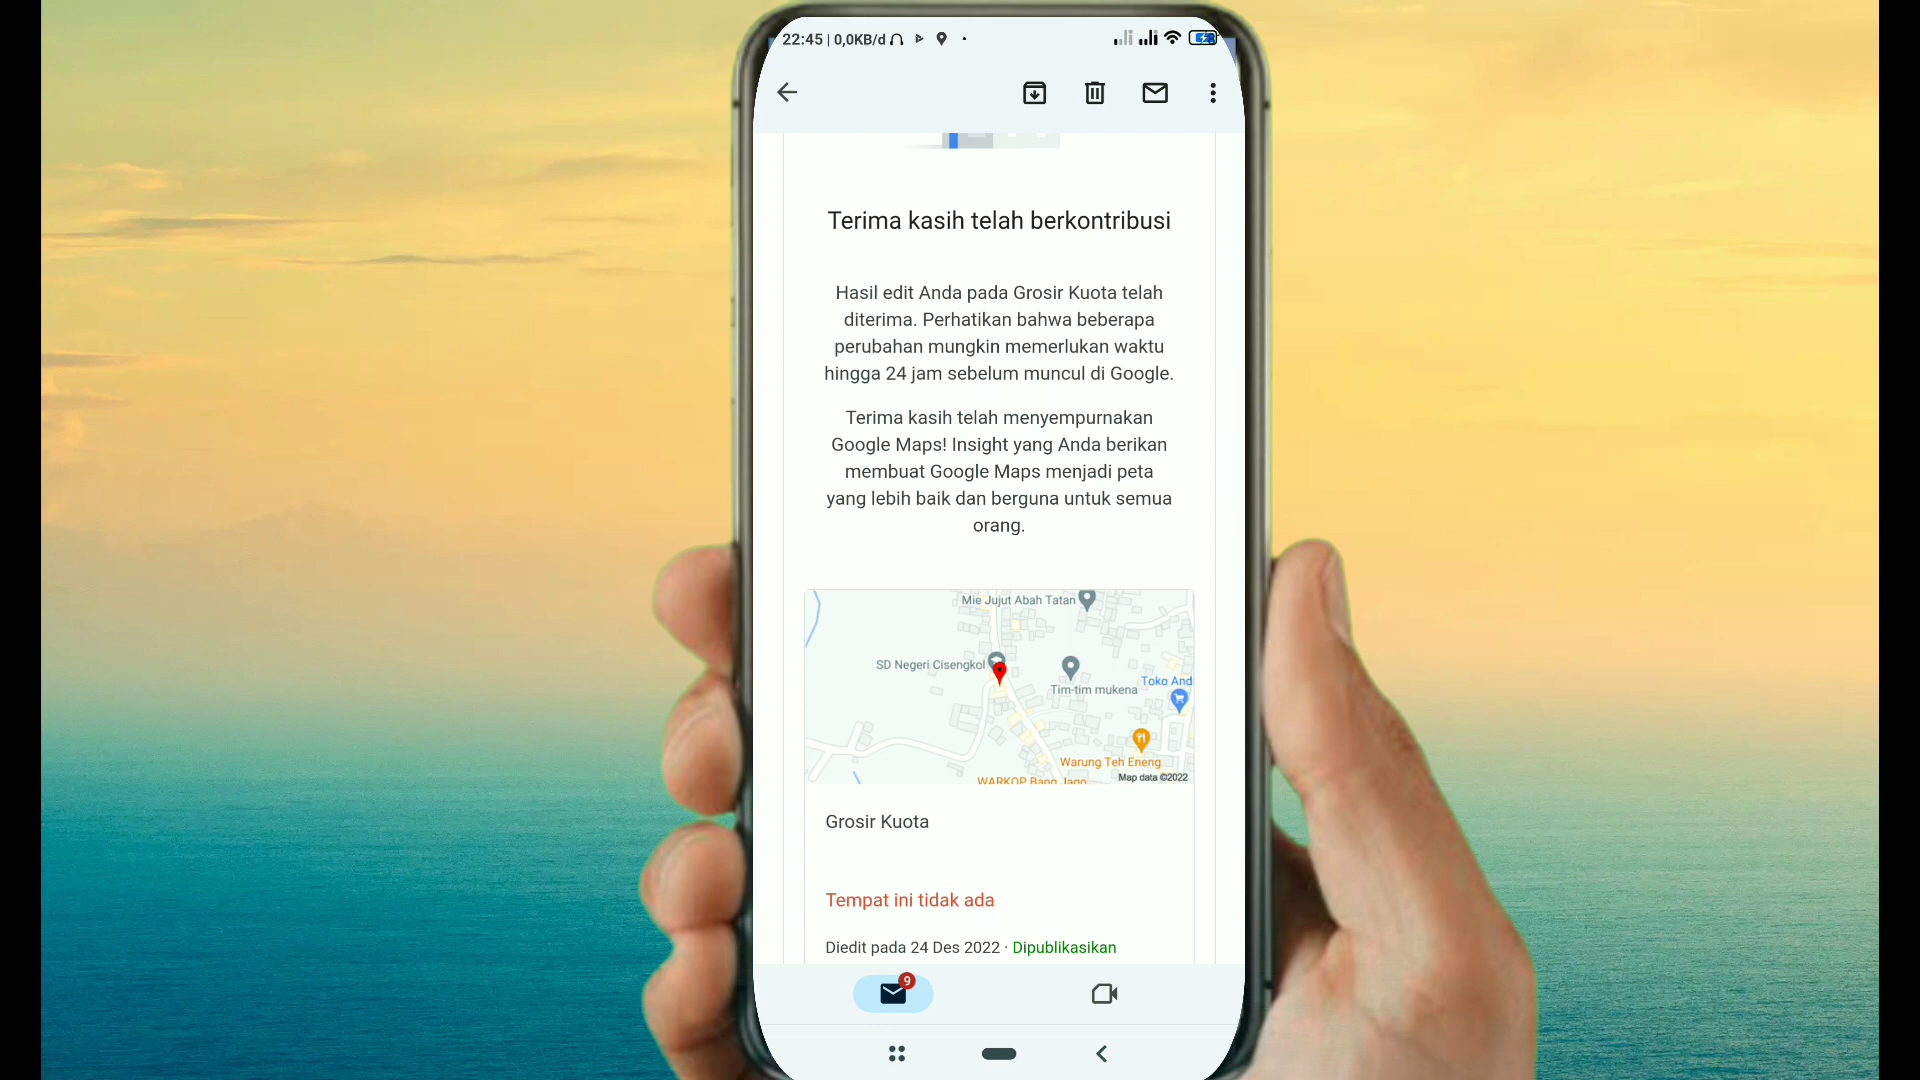 22:45 | 0,0KB/d
Terima kasih telah berkontribusi
Hasil edit Anda pada Grosir Kuota telah
diterima. Perhatikan bahwa beberapa
perubahan mungkin memerlukan waktu
hingga 24 jam sebelum muncul di Google.
Terima kasih telah menyempurnakan
Google Maps! Insight yang Anda berikan
membuat Google Maps menjadi peta
yang lebih baik dan berguna untuk semua
orang.
Mie Jujut Abah Tatan
SD Negeri Cisengkol
Tim-tim mukena
Toko And
Warung Teh Eneng
WARKOP Bang Jago
Map data ©2022
Grosir Kuota
Tempat ini tidak ada
Diedit pada 24 Des 2022 · Dipublikasikan
9